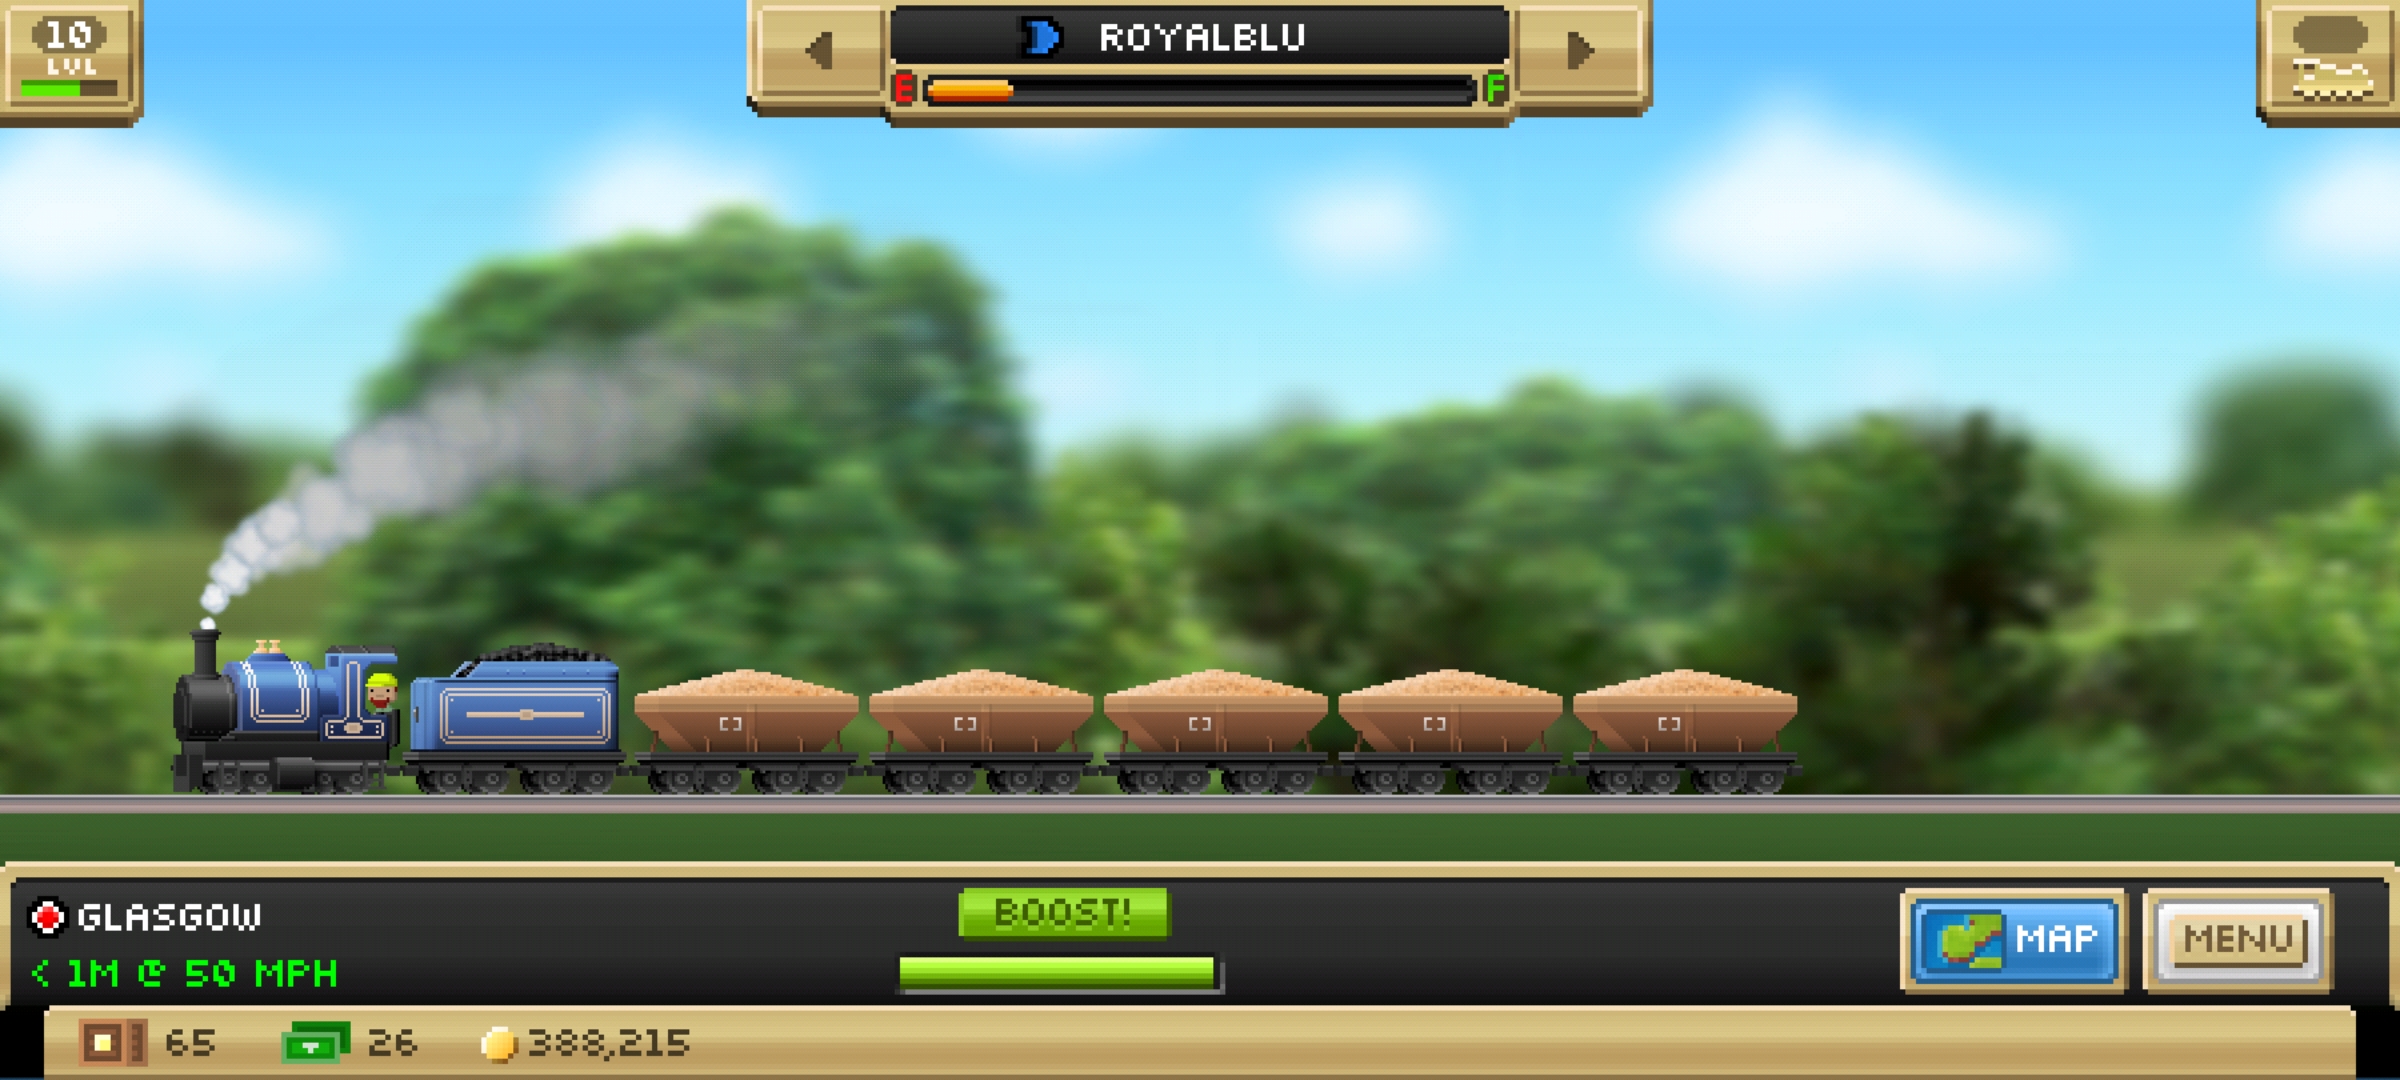 10
LVL
ROYALBLU
E F
GLASGOW
< 1M @ 50 MPH
BOOST!
MAP
MENU
65 26 388,215